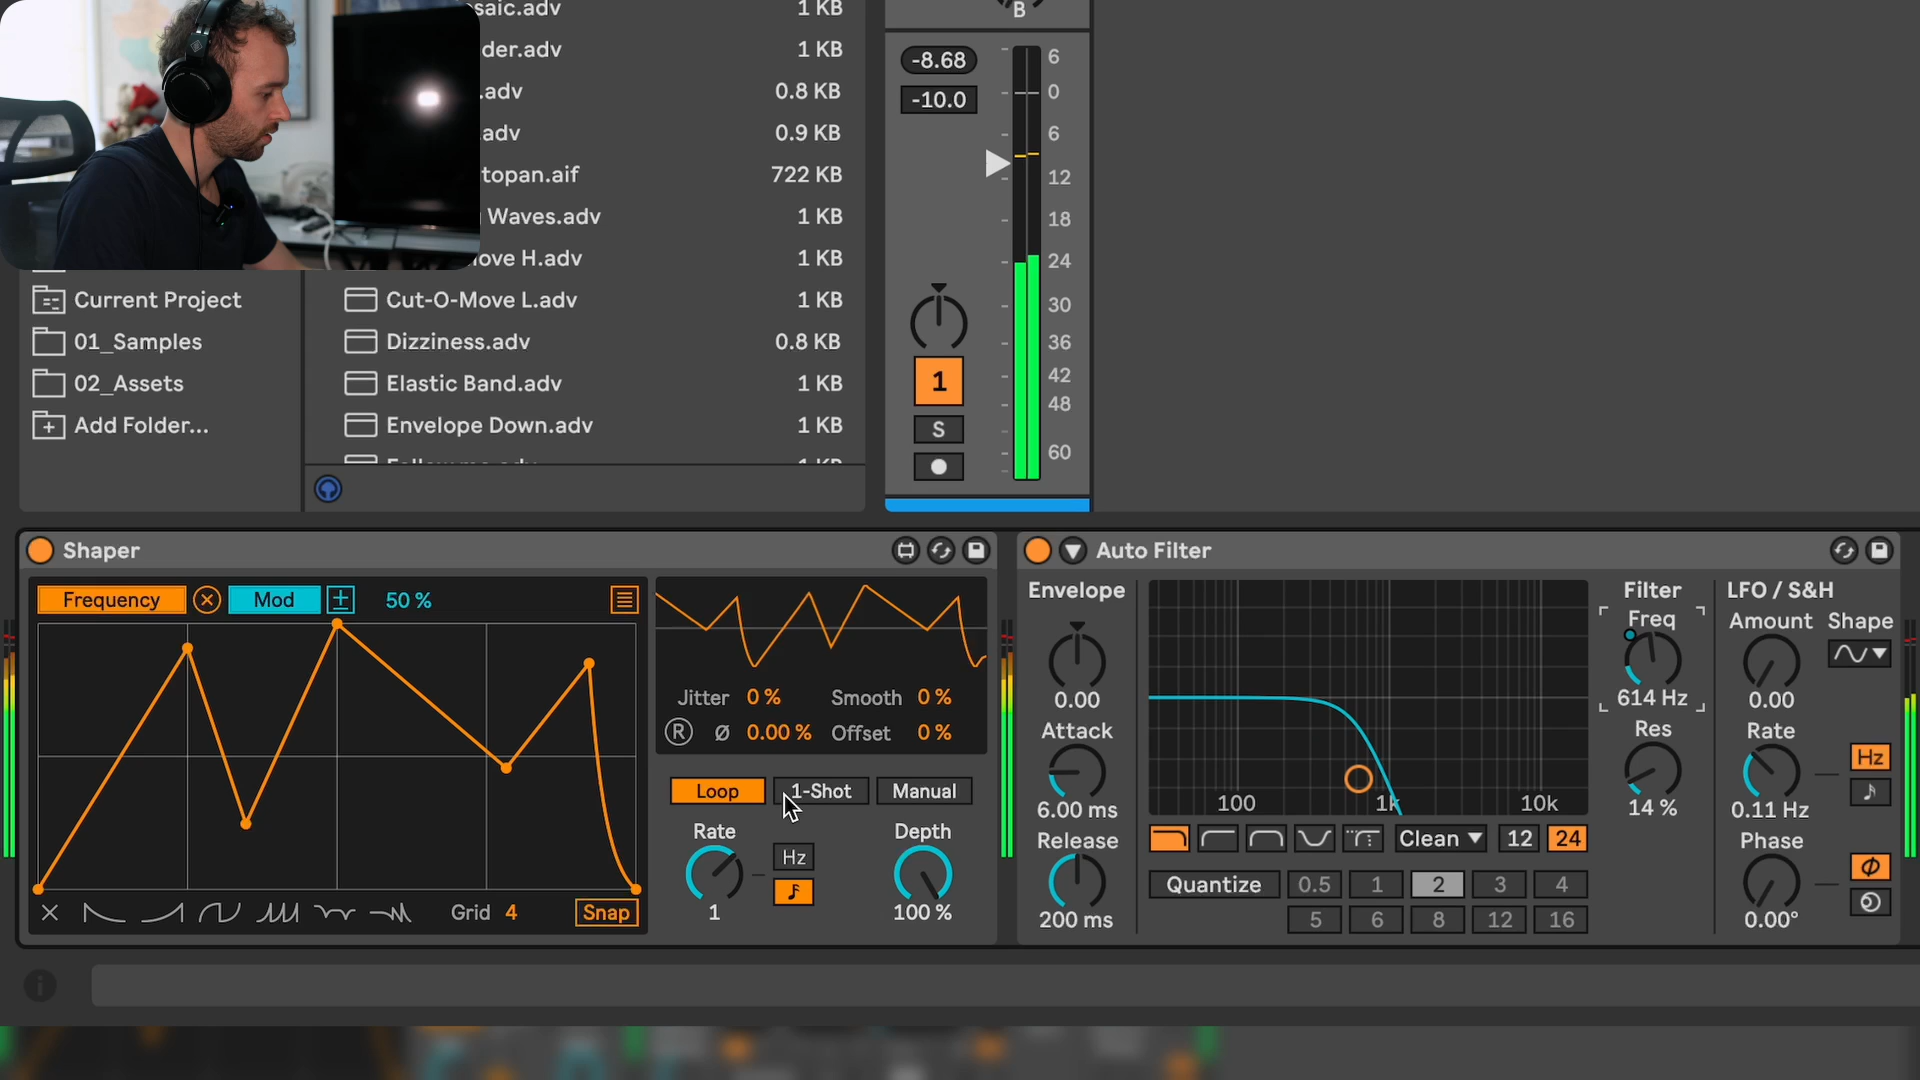 saic.adv 1 KB
der.adv 1 KB
.adv 0.8 KB
.adv 0.9 KB
topan.aif 722 KB
Waves.adv 1 KB
ove H.adv 1 KB
Current Project
01_Samples
02_Assets
Add Folder...
Cut-O-Move L.adv 1 KB
Dizziness.adv 0.8 KB
Elastic Band.adv 1 KB
Envelope Down.adv 1 KB
B
-8.68
-10.0
6
0
6
12
18
24
30
36
42
48
60
1
S
Shaper
Frequency Mod ± 50 %
Jitter 0 % Smooth 0 %
R Ø 0.00 % Offset 0 %
Loop 1-Shot Manual
Rate Depth
Hz
1 100 %
Grid 4 Snap
Auto Filter
Envelope
0.00
Attack
6.00 ms
Release
200 ms
100 1k 10k
Clean 12 24
Quantize 0.5 1 2 3 4
5 6 8 12 16
Filter
Freq
614 Hz
Res
14 %
LFO / S&H
Amount Shape
0.00
Rate
Hz
0.11 Hz
Phase
0.00°